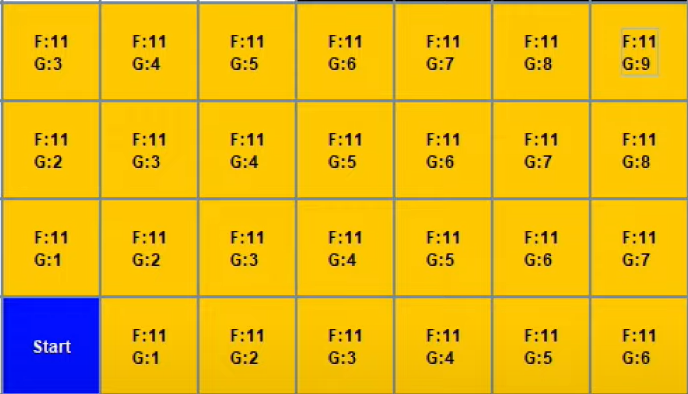 F:11 F:11 F:11 F:11 F:11 F:11 F:11
G:3 G:4 G:5 G:6 G:7 G:8 G:9
F:11 F:11 F:11 F:11 F:11 F:11 F:11
G:2 G:3 G:4 G:5 G:6 G:7 G:8
F:11 F:11 F:11 F:11 F:11 F:11 F:11
G:1 G:2 G:3 G:4 G:5 G:6 G:7
Start F:11 F:11 F:11 F:11 F:11 F:11
G:1 G:2 G:3 G:4 G:5 G:6